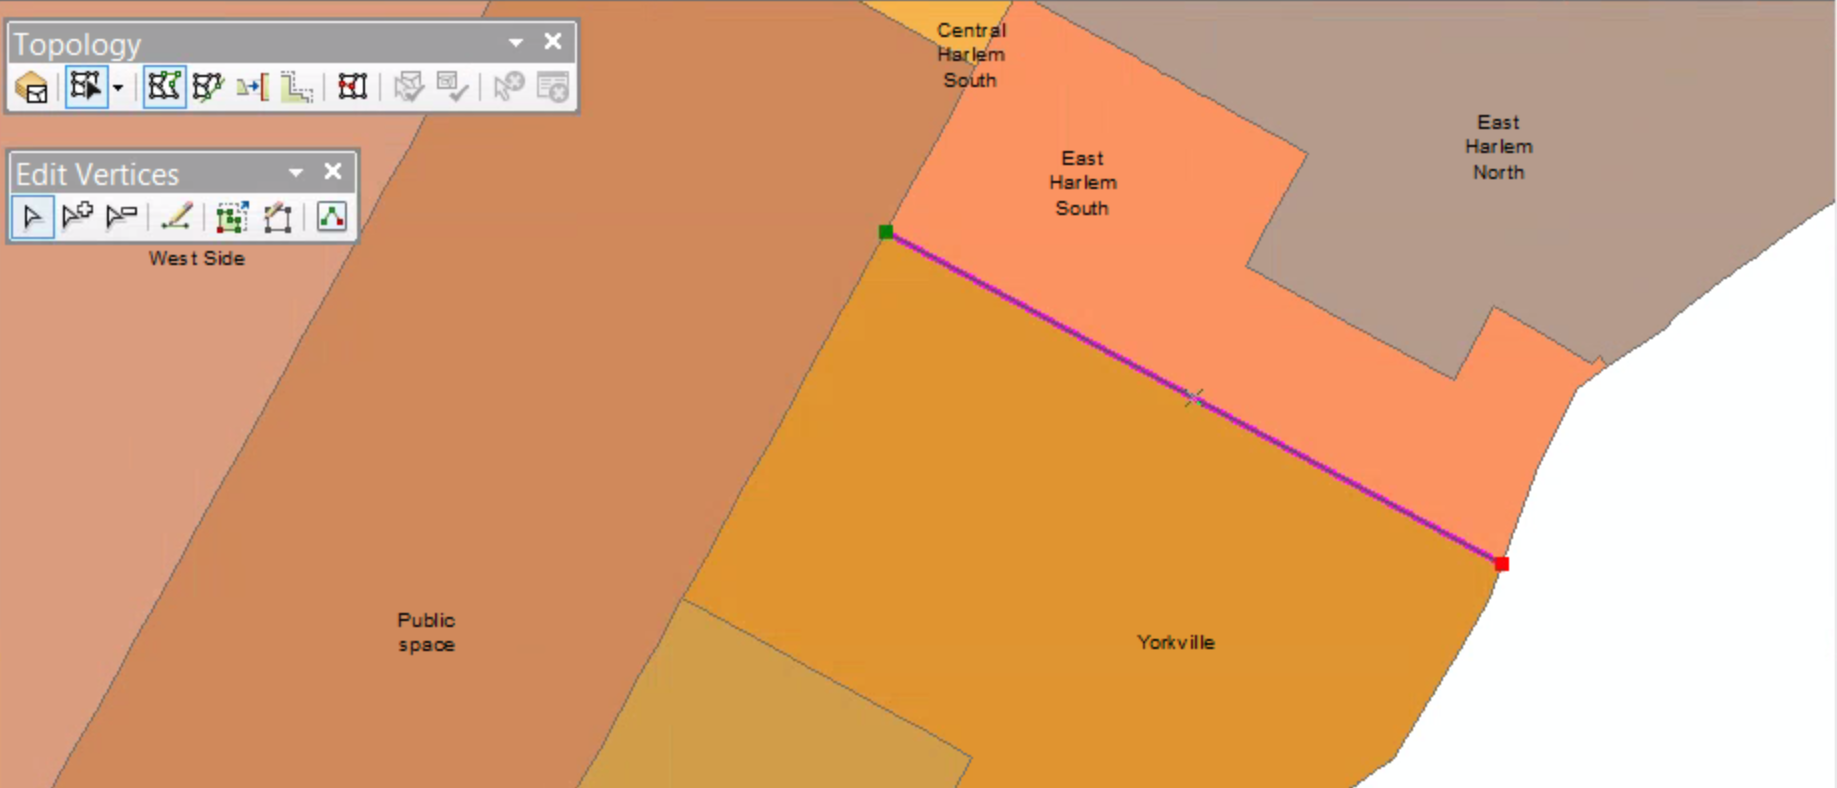 Topology
Edit Vertices
West Side
Central
Harlem
South
East
Harlem
South
East
Harlem
North
Public
space
Yorkville